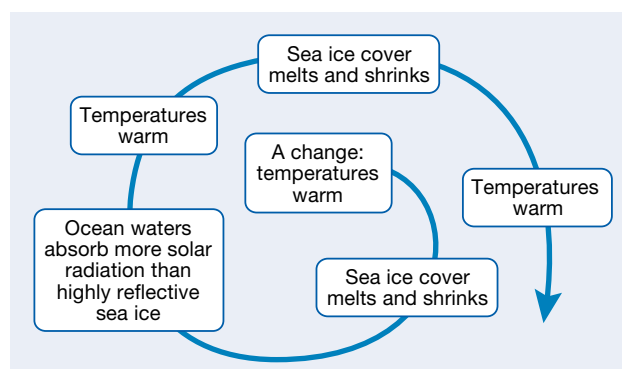 A change:
temperatures
warm
Sea ice cover
melts and shrinks
Ocean waters
absorb more solar
radiation than
highly reflective
sea ice
Temperatures
warm
Sea ice cover
melts and shrinks
Temperatures
warm